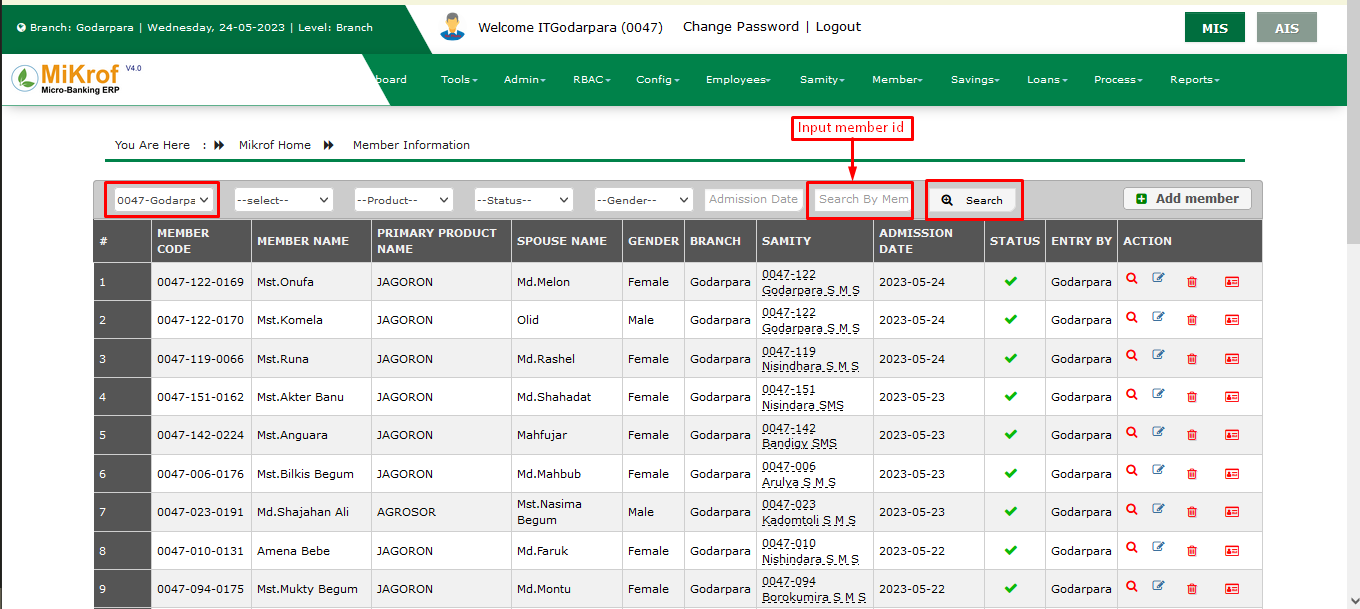 Branch: Godarpara | Wednesday, 24-05-2023 | Level: Branch
Welcome ITGodarpara (0047)
Change Password | Logout
MIS
AIS
MiKrof V4.0
Micro-Banking ERP
board
Tools
Admin
RBAC
Config
Employees
Samity
Member
Savings
Loans
Process
Reports
Input member id
You Are Here : Mikrof Home Member Information
0047-Godarpa
--select--
--Product--
--Status--
--Gender--
Admission Date
Search By Mem
Search
Add member
# MEMBER CODE MEMBER NAME PRIMARY PRODUCT NAME SPOUSE NAME GENDER BRANCH SAMITY ADMISSION DATE STATUS ENTRY BY ACTION
1 0047-122-0169 Mst.Onufa JAGORON Md.Melon Female Godarpara 0047-122 Godarpara S M S 2023-05-24 Godarpara
2 0047-122-0170 Mst.Komela JAGORON Olid Male Godarpara 0047-122 Godarpara S M S 2023-05-24 Godarpara
3 0047-119-0066 Mst.Runa JAGORON Md.Rashel Female Godarpara 0047-119 Nisindhara S M S 2023-05-24 Godarpara
4 0047-151-0162 Mst.Akter Banu JAGORON Md.Shahadat Female Godarpara 0047-151 Nisindara SMS 2023-05-23 Godarpara
5 0047-142-0224 Mst.Anguara JAGORON Mahfujar Female Godarpara 0047-142 Bandigy SMS 2023-05-23 Godarpara
6 0047-006-0176 Mst.Bilkis Begum JAGORON Md.Mahbub Female Godarpara 0047-006 Arulya S M S 2023-05-23 Godarpara
7 0047-023-0191 Md.Shajahan Ali AGROSOR Mst.Nasima Begum Male Godarpara 0047-023 Kadomtoli S M S 2023-05-23 Godarpara
8 0047-010-0131 Amena Bebe JAGORON Md.Faruk Female Godarpara 0047-010 Nishindara S M S 2023-05-22 Godarpara
9 0047-094-0175 Mst.Mukty Begum JAGORON Md.Montu Female Godarpara 0047-094 Borokumira S M S 2023-05-22 Godarpara